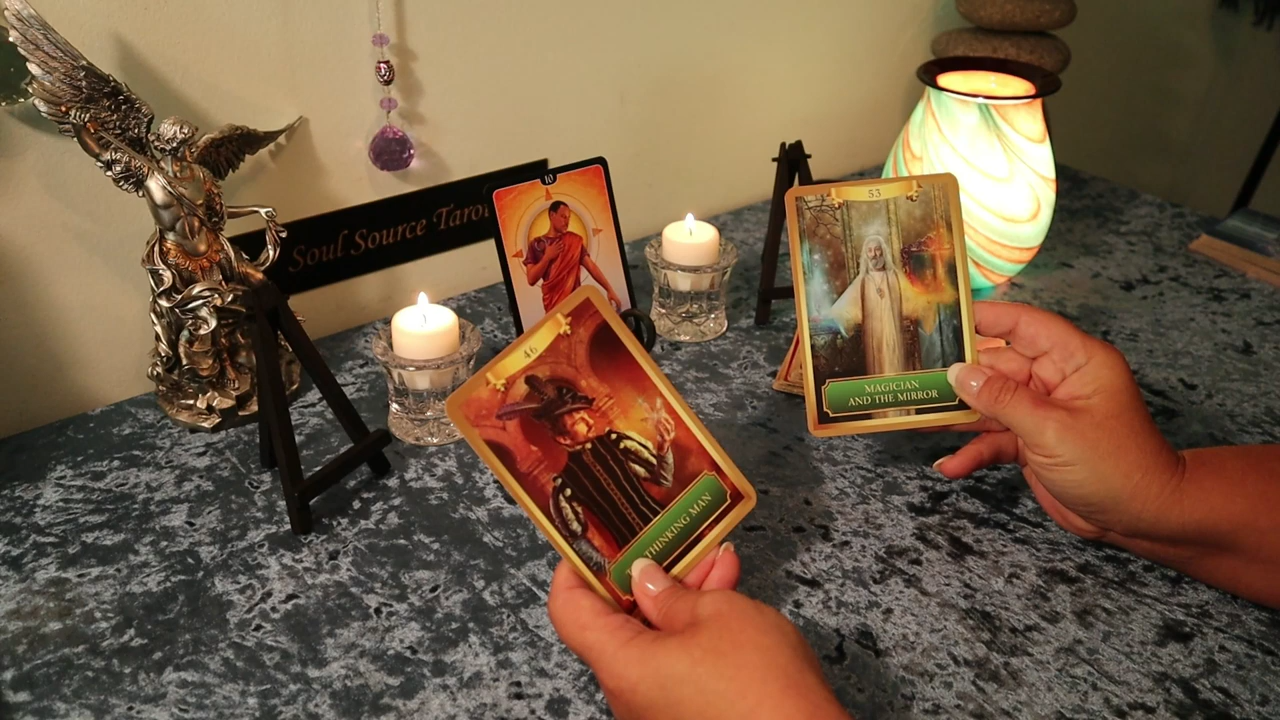 Soul Source Tarot
10
53
MAGICIAN
AND THE MIRROR
46
THINKING MAN